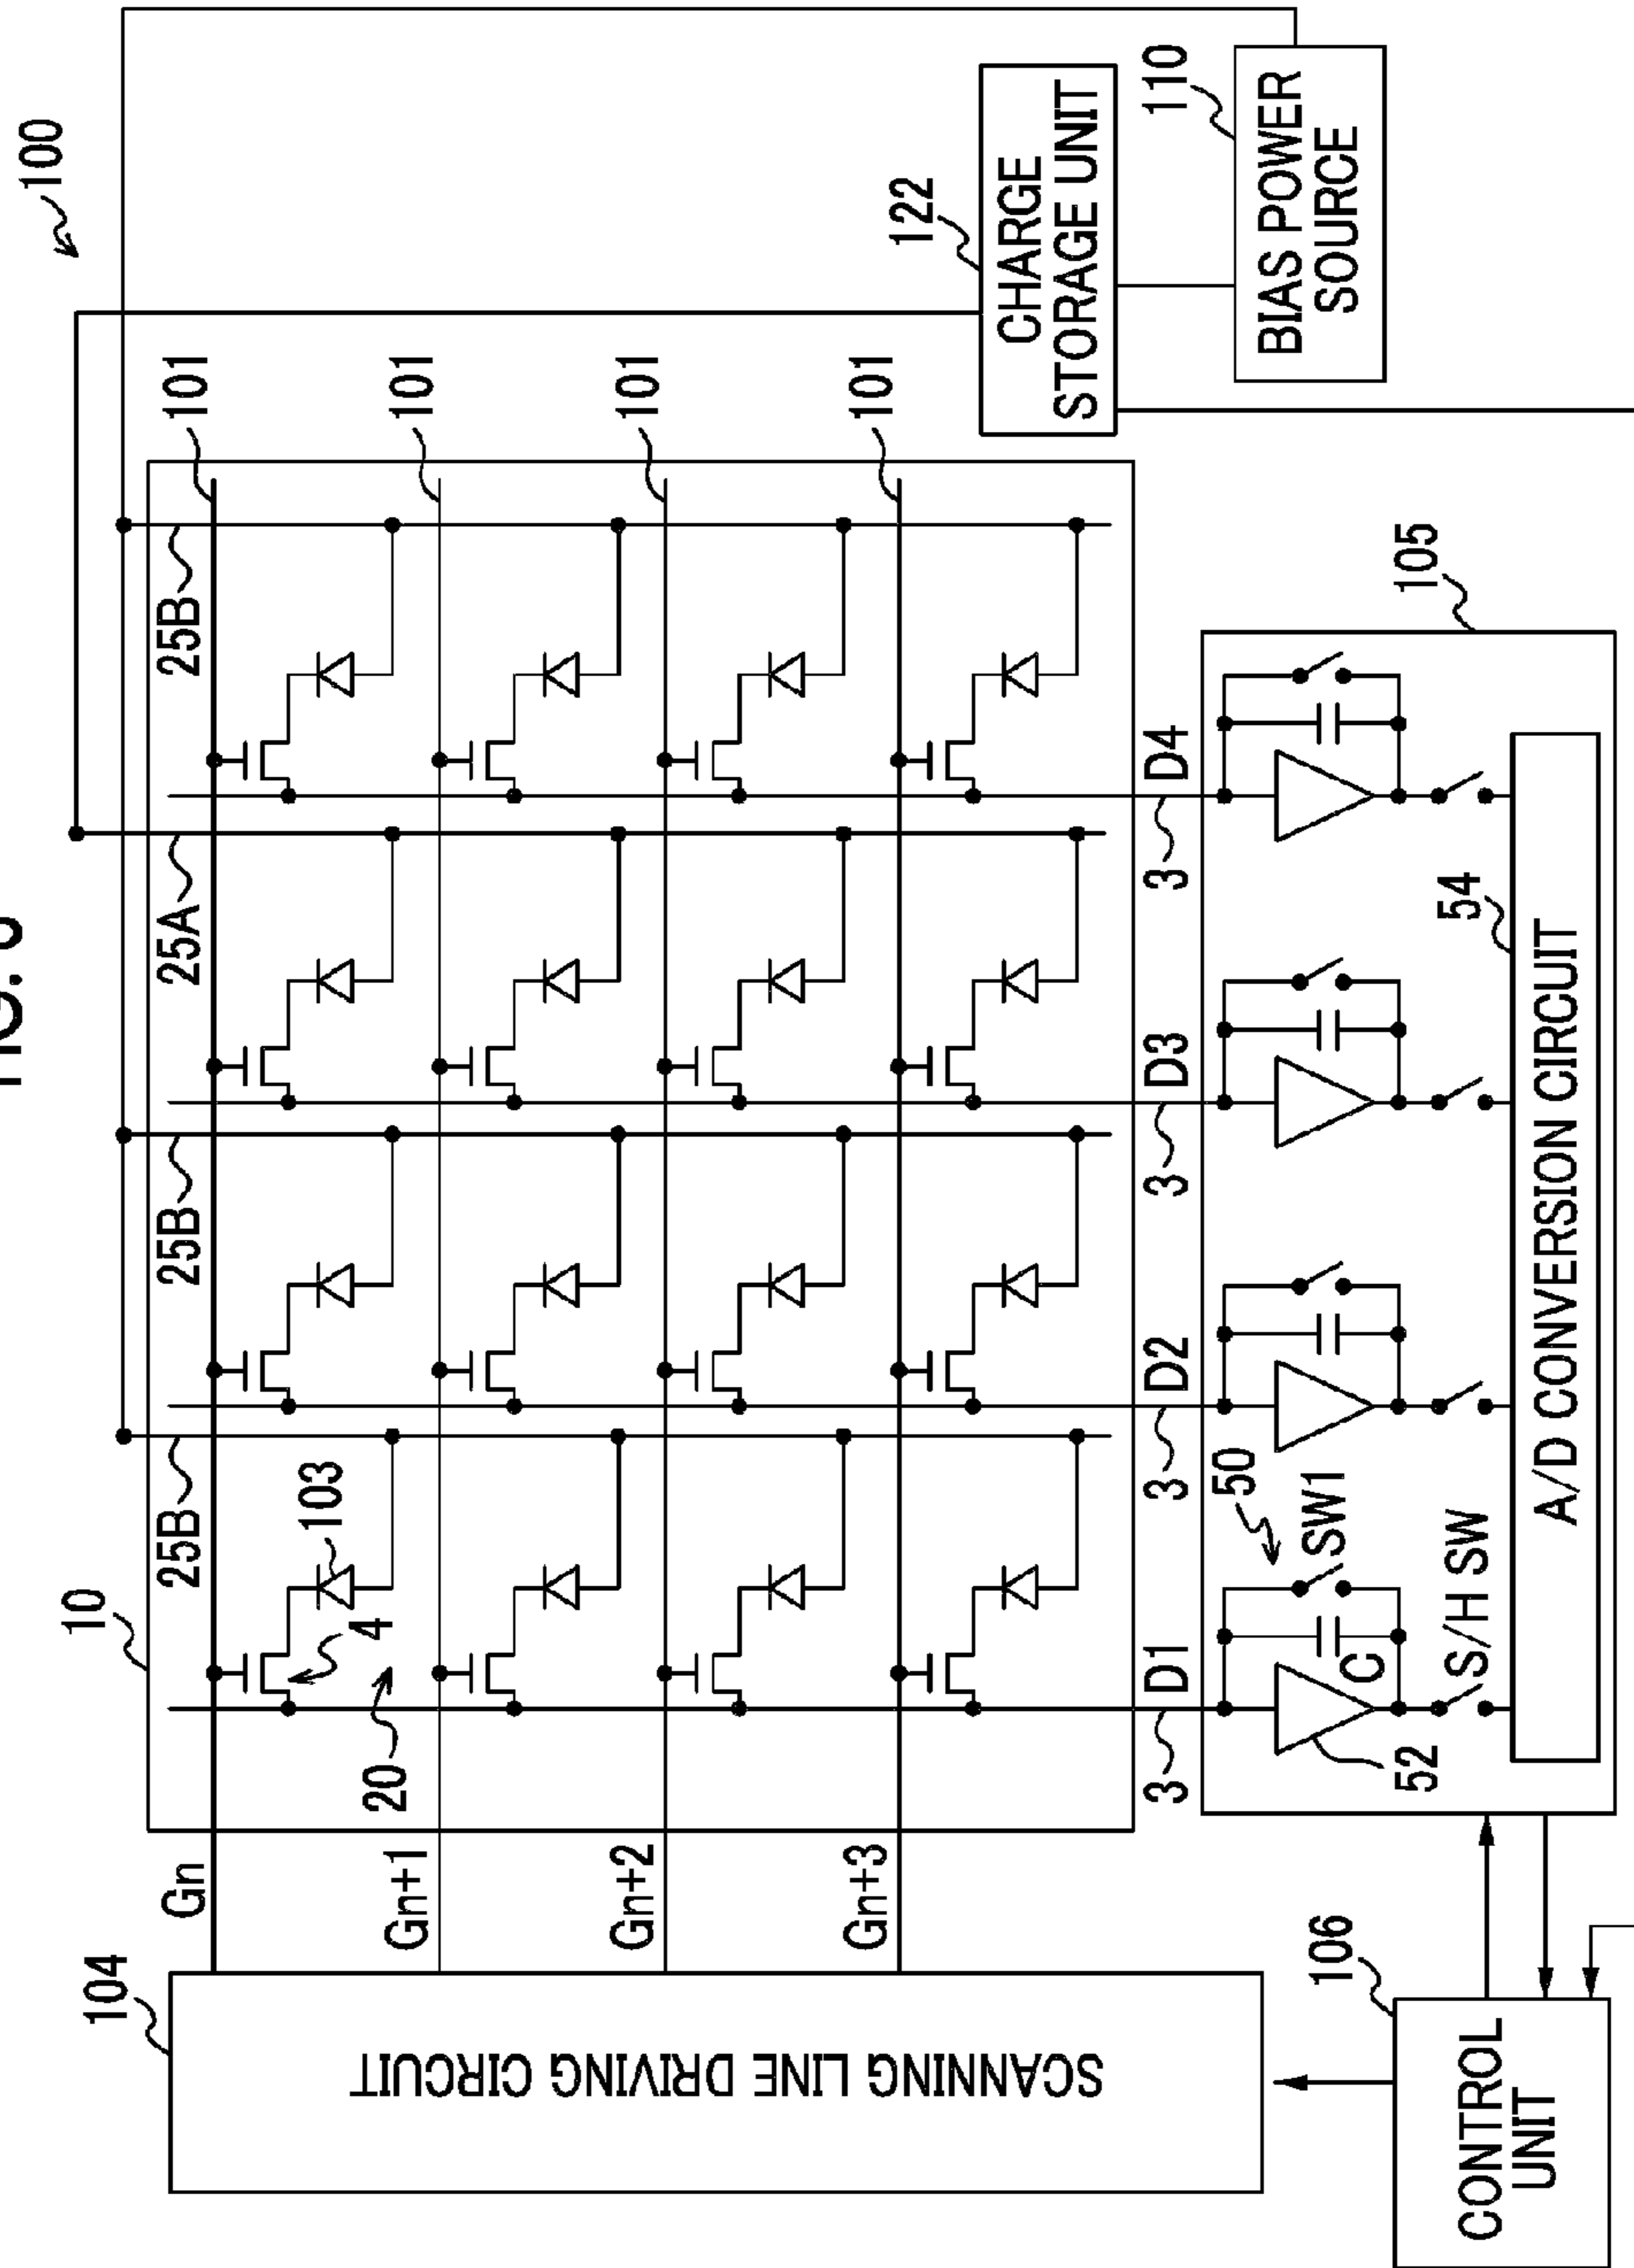 100
10
25B
25B
25A
25B
101
101
101
101
104
Gn
Gn+1
Gn+2
Gn+3
SCANNING LINE DRIVING CIRCUIT
103
4
20
122
CHARGE
STORAGE UNIT
110
BIAS POWER
SOURCE
3
D1
3
D2
3
D3
3
D4
105
50
SW1
C
52
S/H SW
54
A/D CONVERSION CIRCUIT
106
CONTROL
UNIT